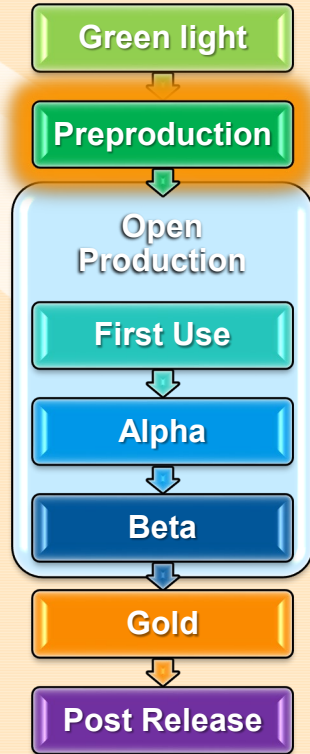 Green light
Preproduction
Open
Production
First Use
Alpha
Beta
Gold
Post Release